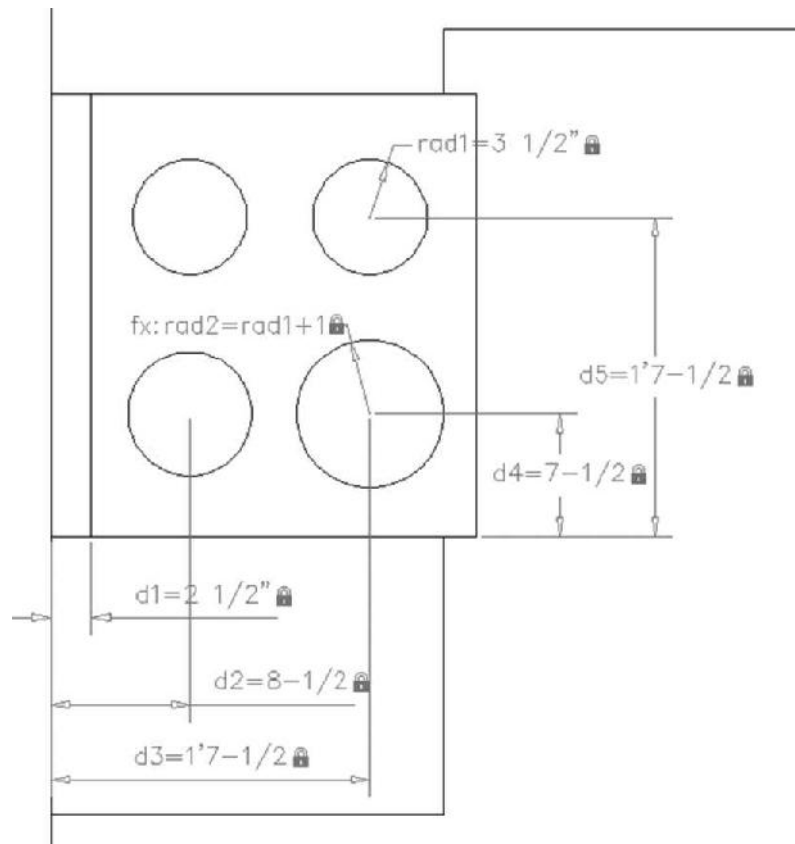 rad1=3 1/2"
fx:rad2=rad1+1
d5=1'7-1/2
d4=7-1/2
d1=2 1/2"
d2=8-1/2
d3=1'7-1/2